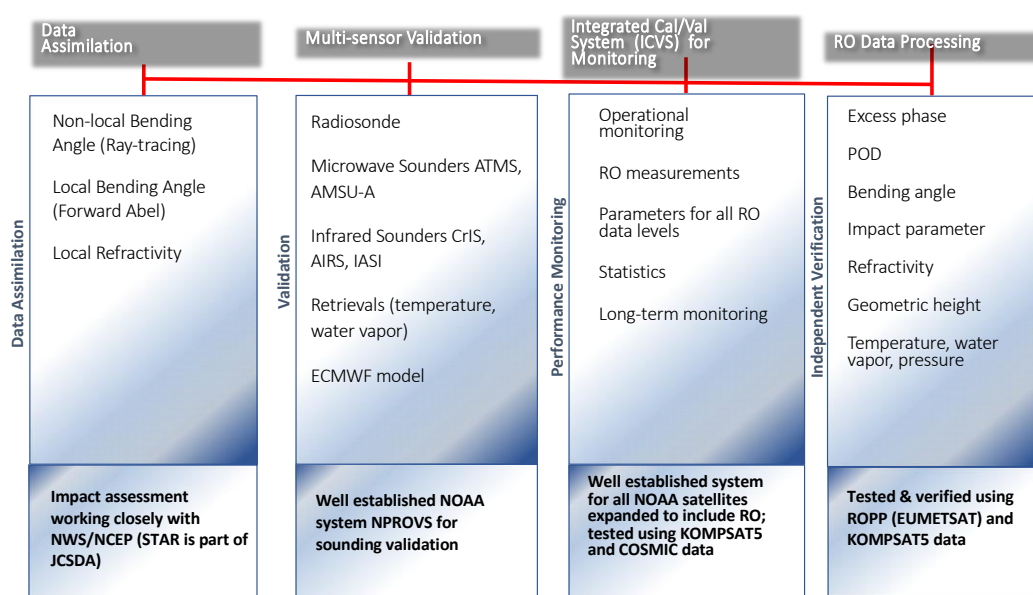 Data
Assimilation
Multi-sensor Validation
Integrated Cal/Val
System (ICVS) for
Monitoring
RO Data Processing
Data Assimilation
Non-local Bending
Angle (Ray-tracing)
Local Bending Angle
(Forward Abel)
Local Refractivity
Impact assessment
working closely with
NWS/NCEP (STAR is part of
JCSDA)
Validation
Radiosonde
Microwave Sounders ATMS,
AMSU-A
Infrared Sounders CrIS,
AIRS, IASI
Retrievals (temperature,
water vapor)
ECMWF model
Well established NOAA
system NPROVS for
sounding validation
Performance Monitoring
Operational
monitoring
RO measurements
Parameters for all RO
data levels
Statistics
Long-term monitoring
Well established system
for all NOAA satellites
expanded to include RO;
tested using KOMPSAT5
and COSMIC data
Independent Verification
Excess phase
POD
Bending angle
Impact parameter
Refractivity
Geometric height
Temperature, water
vapor, pressure
Tested & verified using
ROPP (EUMETSAT) and
KOMPSAT5 data